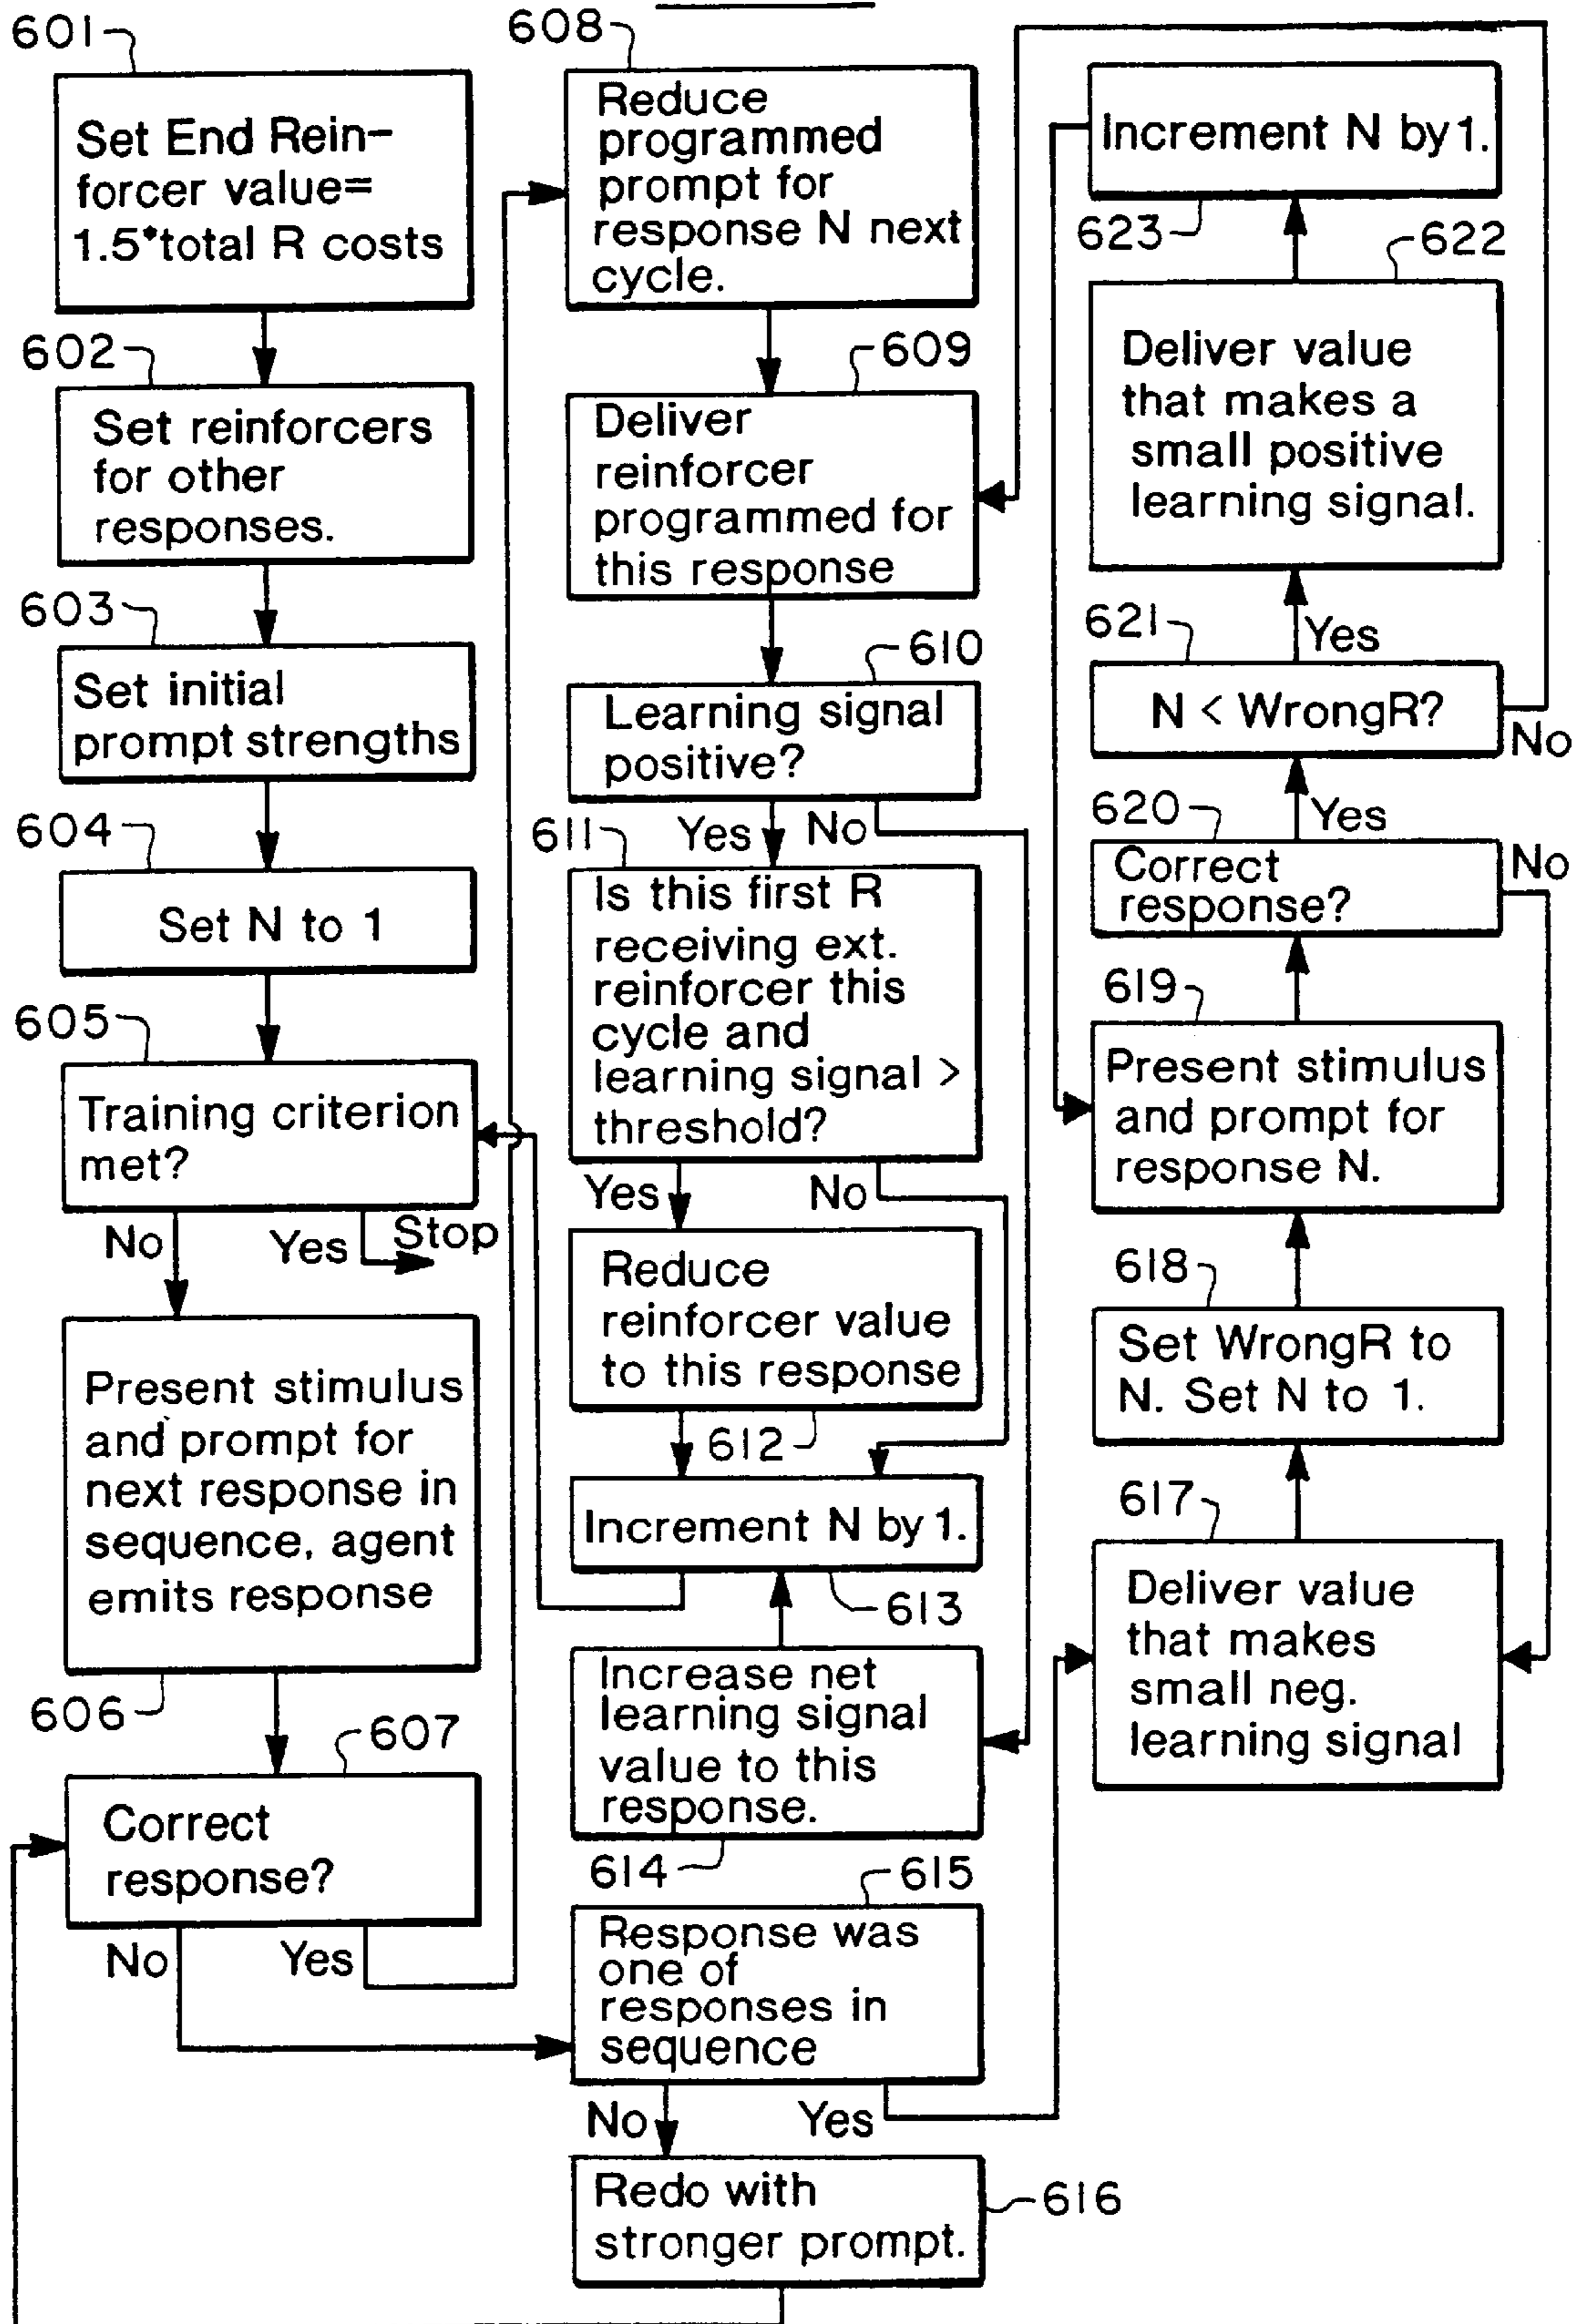 601
Set End Rein-
forcer value=
1.5*total R costs
602
Set reinforcers
for other
responses.
603
Set initial
prompt strengths
604
Set N to 1
605
Training criterion
met?
No
Yes
Stop
Present stimulus
and prompt for
next response in
sequence, agent
emits response
606
607
Correct
response?
No
Yes
608
Reduce
programmed
prompt for
response N next
cycle.
609
Deliver
reinforcer
programmed for
this response
610
Learning signal
positive?
Yes
No
611
Is this first R
receiving ext.
reinforcer this
cycle and
learning signal >
threshold?
Yes
No
Reduce
reinforcer value
to this response
612
Increment N by 1.
613
Increase net
learning signal
value to this
response.
614
615
Response was
one of
responses in
sequence
No
Yes
Redo with
stronger prompt.
616
Increment N by 1.
623
622
Deliver value
that makes a
small positive
learning signal.
621
Yes
N < WrongR?
No
620
Yes
Correct
response?
No
619
Present stimulus
and prompt for
response N.
618
Set WrongR to
N. Set N to 1.
617
Deliver value
that makes
small neg.
learning signal